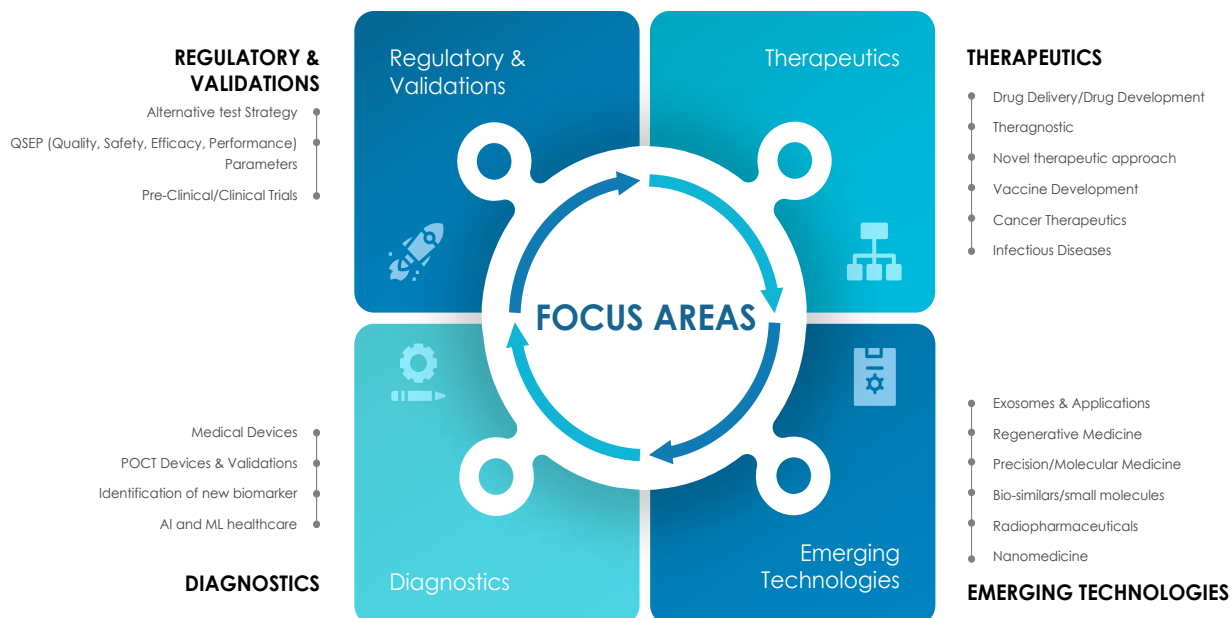 REGULATORY &
VALIDATIONS
Alternative test Strategy
QSEP (Quality, Safety, Efficacy, Performance)
Parameters
Pre-Clinical/Clinical Trials
Regulatory &
Validations
Therapeutics
THERAPEUTICS
Drug Delivery/Drug Development
Theragnostic
Novel therapeutic approach
Vaccine Development
Cancer Therapeutics
Infectious Diseases
FOCUS AREAS
Medical Devices
POCT Devices & Validations
Identification of new biomarker
AI and ML healthcare
DIAGNOSTICS
Diagnostics
Emerging
Technologies
Exosomes & Applications
Regenerative Medicine
Precision/Molecular Medicine
Bio-similars/small molecules
Radiopharmaceuticals
Nanomedicine
EMERGING TECHNOLOGIES